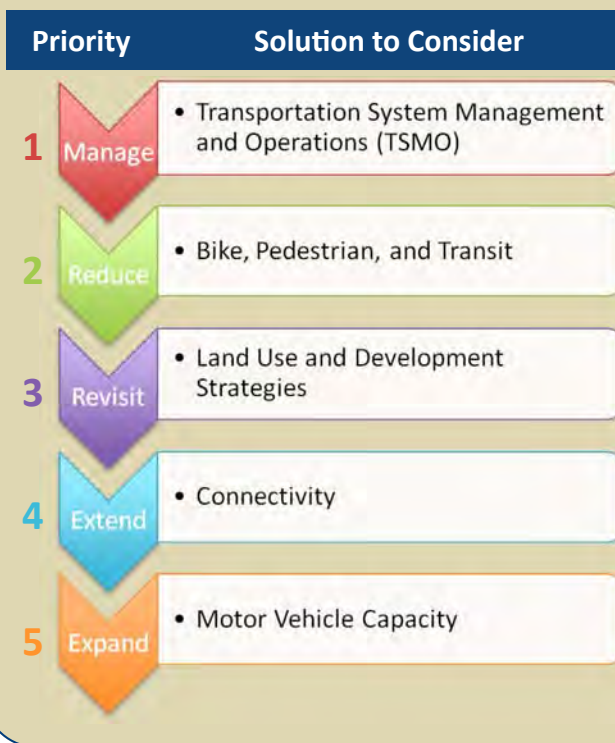 Priority Solution to Consider
1 Manage • Transportation System Management
and Operations (TSMO)
2 Reduce • Bike, Pedestrian, and Transit
3 Revisit • Land Use and Development
Strategies
4 Extend • Connectivity
5 Expand • Motor Vehicle Capacity